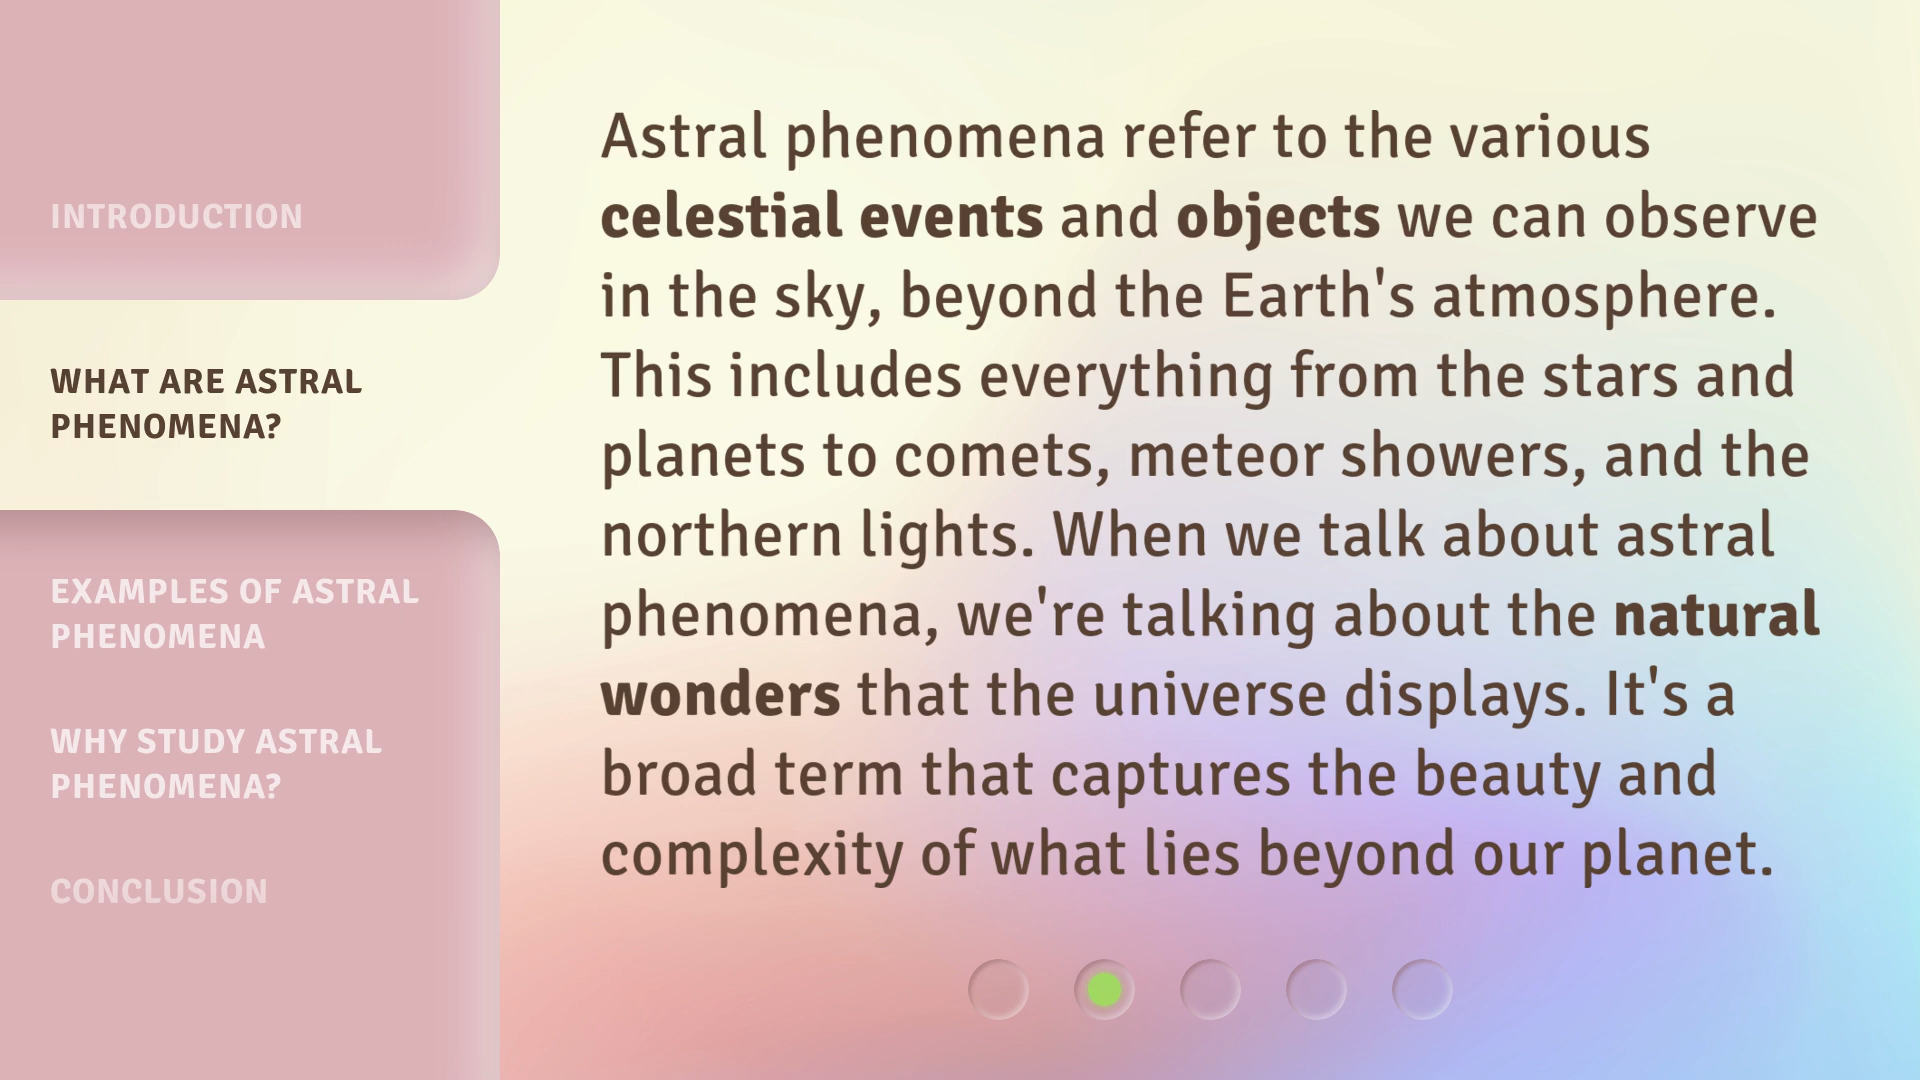 INTRODUCTION
WHAT ARE ASTRAL
PHENOMENA?
EXAMPLES OF ASTRAL
PHENOMENA
WHY STUDY ASTRAL
PHENOMENA?
CONCLUSION
Astral phenomena refer to the various
celestial events and objects we can observe
in the sky, beyond the Earth's atmosphere.
This includes everything from the stars and
planets to comets, meteor showers, and the
northern lights. When we talk about astral
phenomena, we're talking about the natural
wonders that the universe displays. It's a
broad term that captures the beauty and
complexity of what lies beyond our planet.